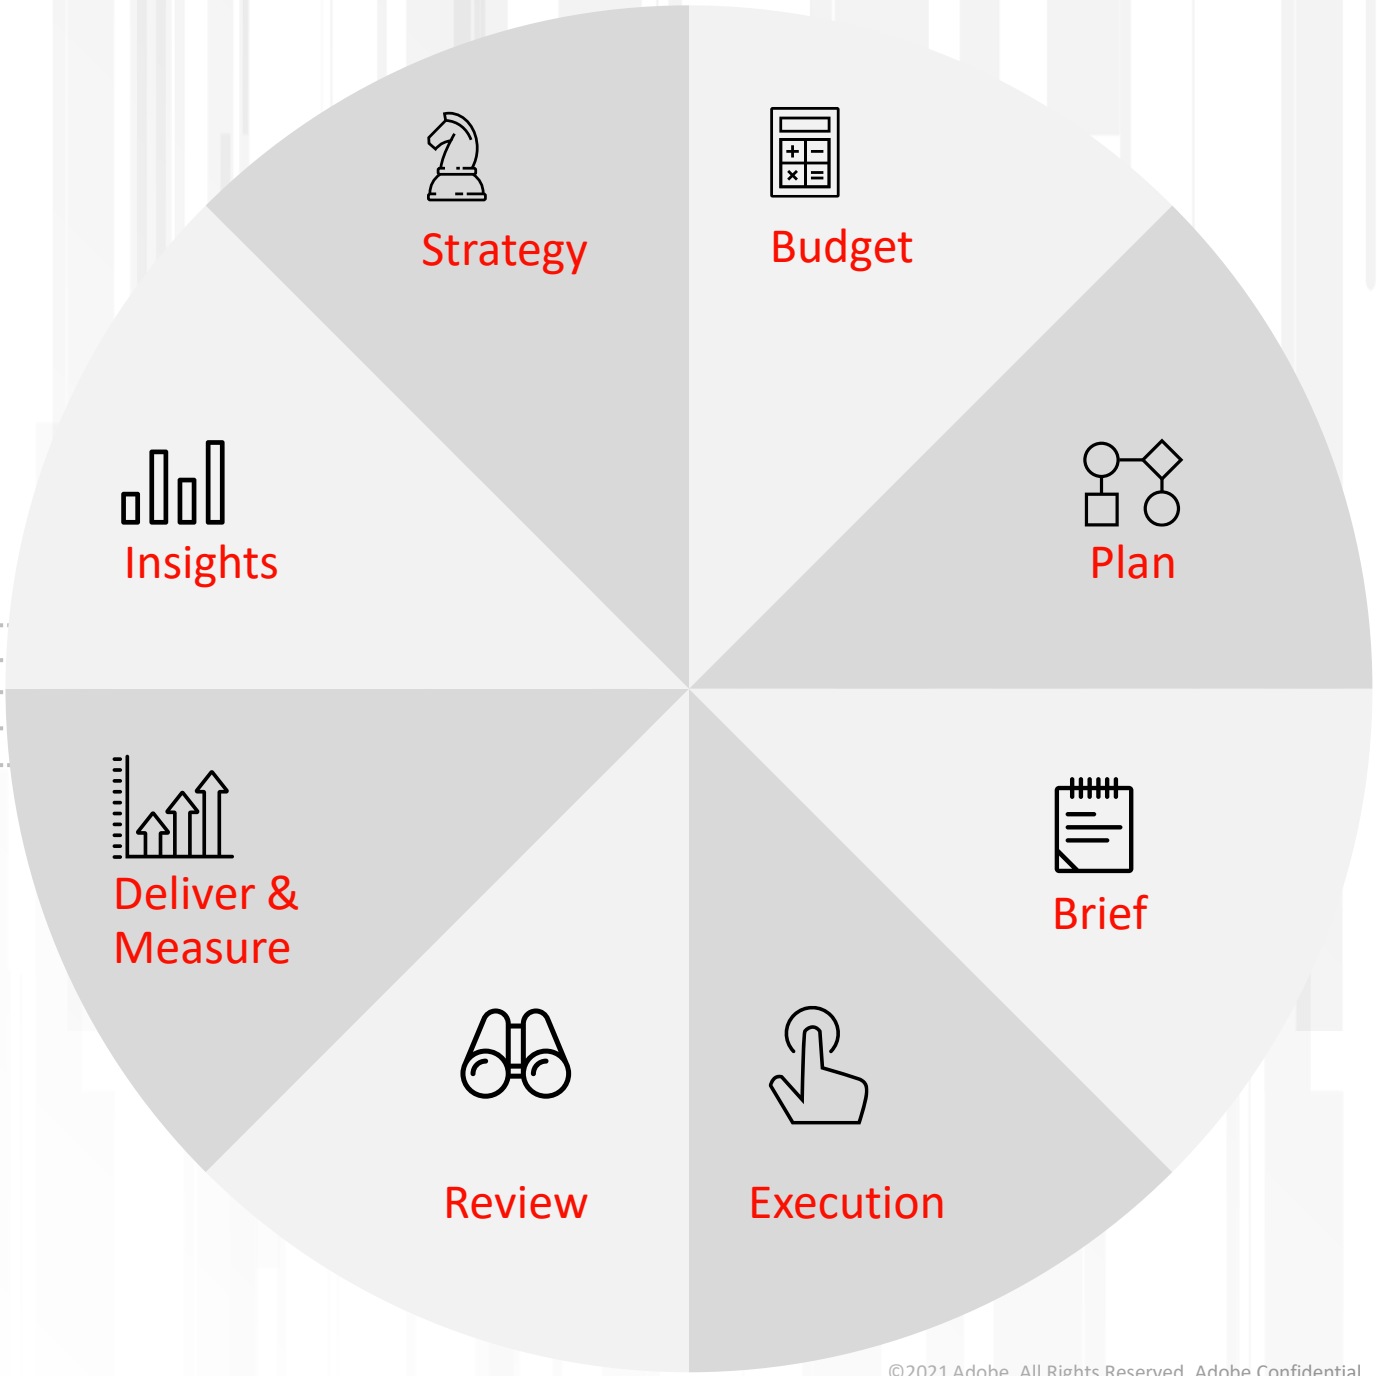 Strategy
Budget
Insights
Plan
Deliver &
Measure
Brief
Review
Execution
©2021 Adobe. All Rights Reserved. Adobe Confidential.